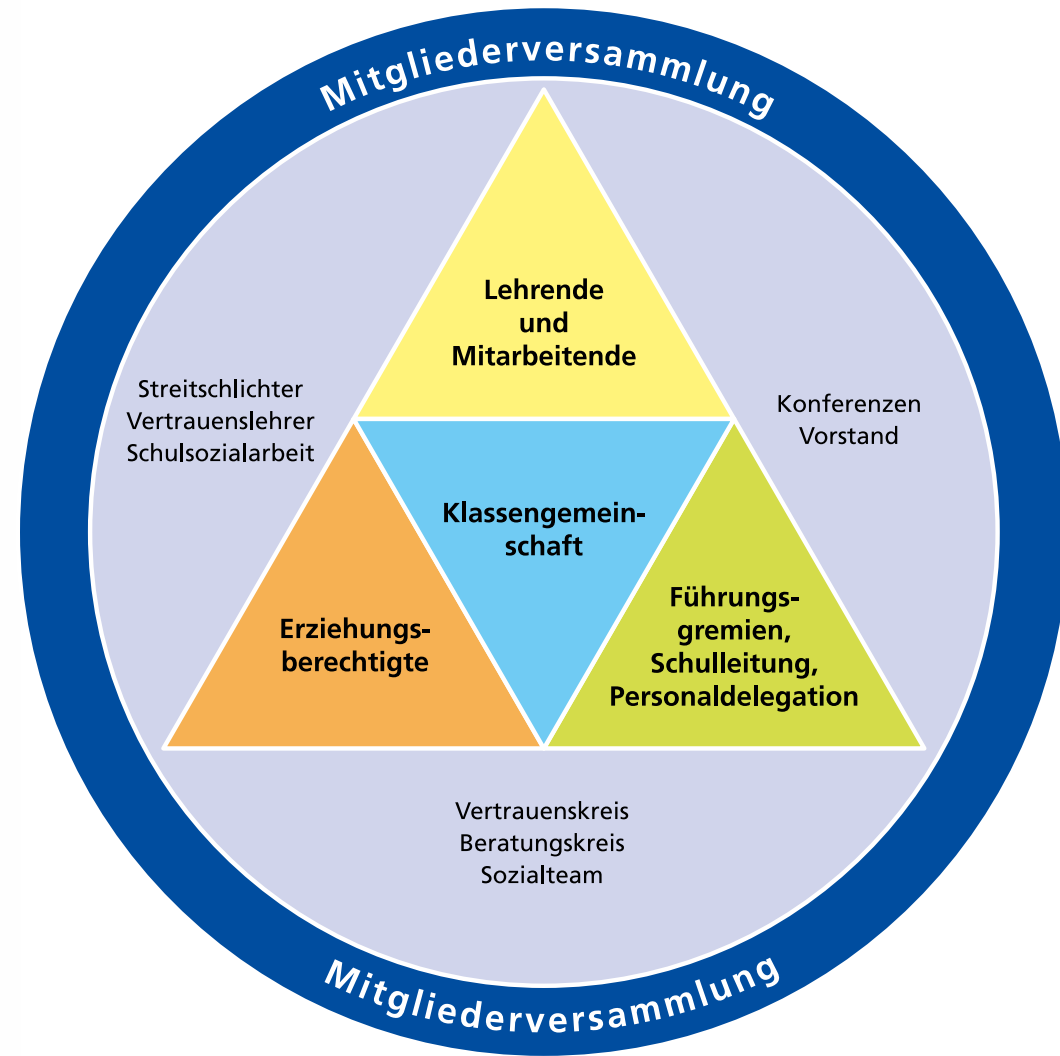 Mitgliederversammlung
Lehrende
und
Mitarbeitende
Streitschlichter
Vertrauenslehrer
Schulsozialarbeit
Konferenzen
Vorstand
Klassengemein-
schaft
Erziehungs-
berechtigte
Führungs-
gremien,
Schulleitung,
Personaldelegation
Vertrauenskreis
Beratungskreis
Sozialteam
Mitgliederversammlung